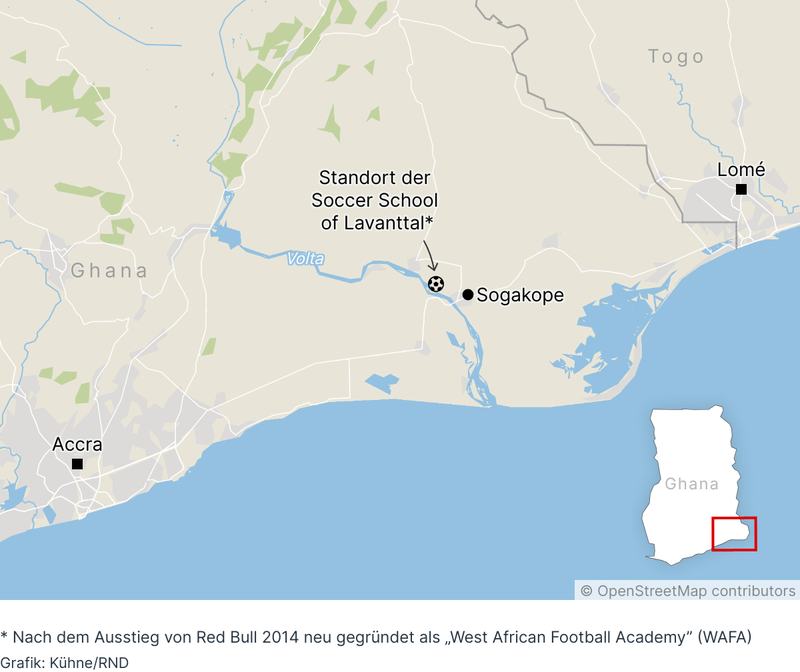 Togo
Lomé
Standort der
Soccer School
of Lavanttal*
Volta
Ghana
Sogakope
Accra
Ghana
© OpenStreetMap contributors
* Nach dem Ausstieg von Red Bull 2014 neu gegründet als „West African Football Academy” (WAFA)
Grafik: Kühne/RND